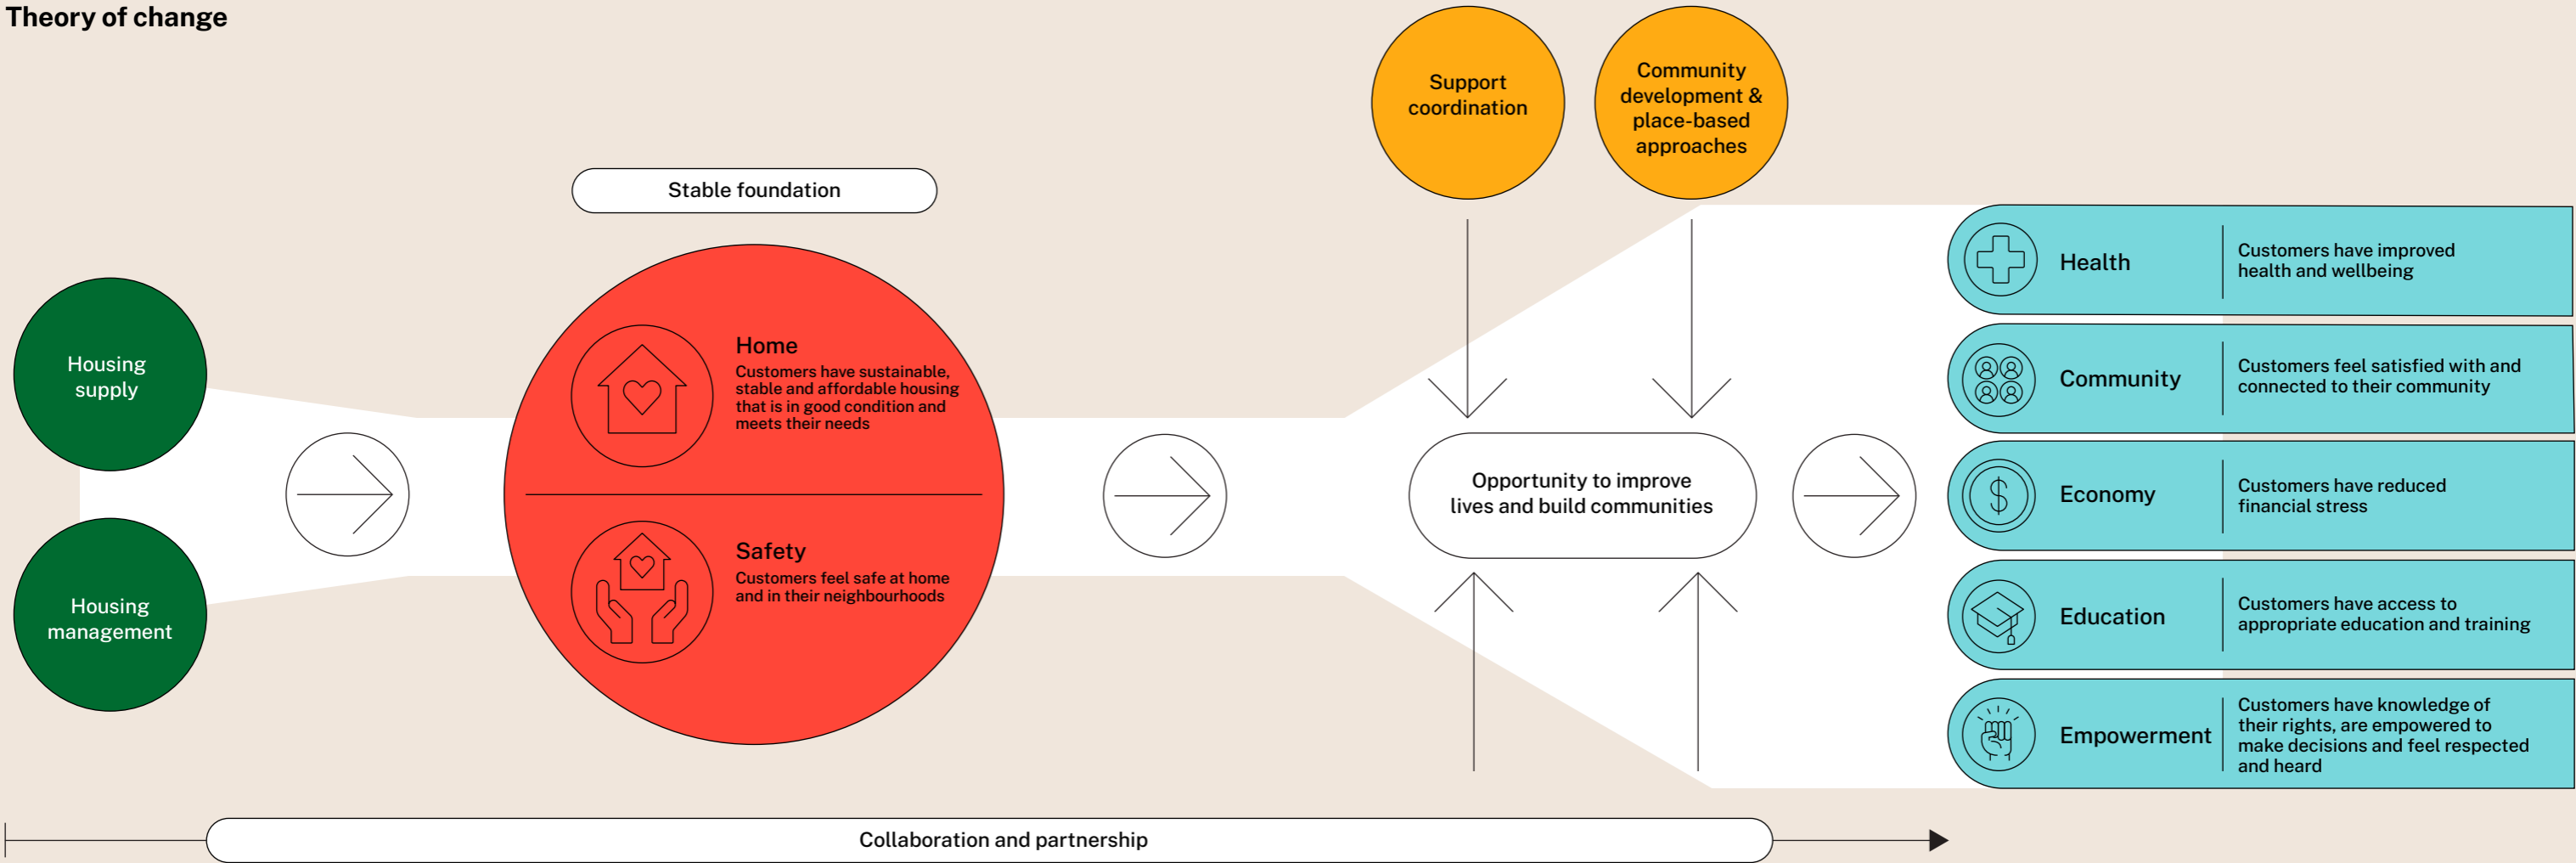 Theory of change
Housing
supply
Housing
management
Stable foundation
Home
Customers have sustainable,
stable and affordable housing
that is in good condition and
meets their needs
Safety
Customers feel safe at home
and in their neighbourhoods
Support
coordination
Community
development &
place-based
approaches
Opportunity to improve
lives and build communities
Health
Customers have improved
health and wellbeing
Community
Customers feel satisfied with and
connected to their community
Economy
Customers have reduced
financial stress
Education
Customers have access to
appropriate education and training
Empowerment
Customers have knowledge of
their rights, are empowered to
make decisions and feel respected
and heard
Collaboration and partnership